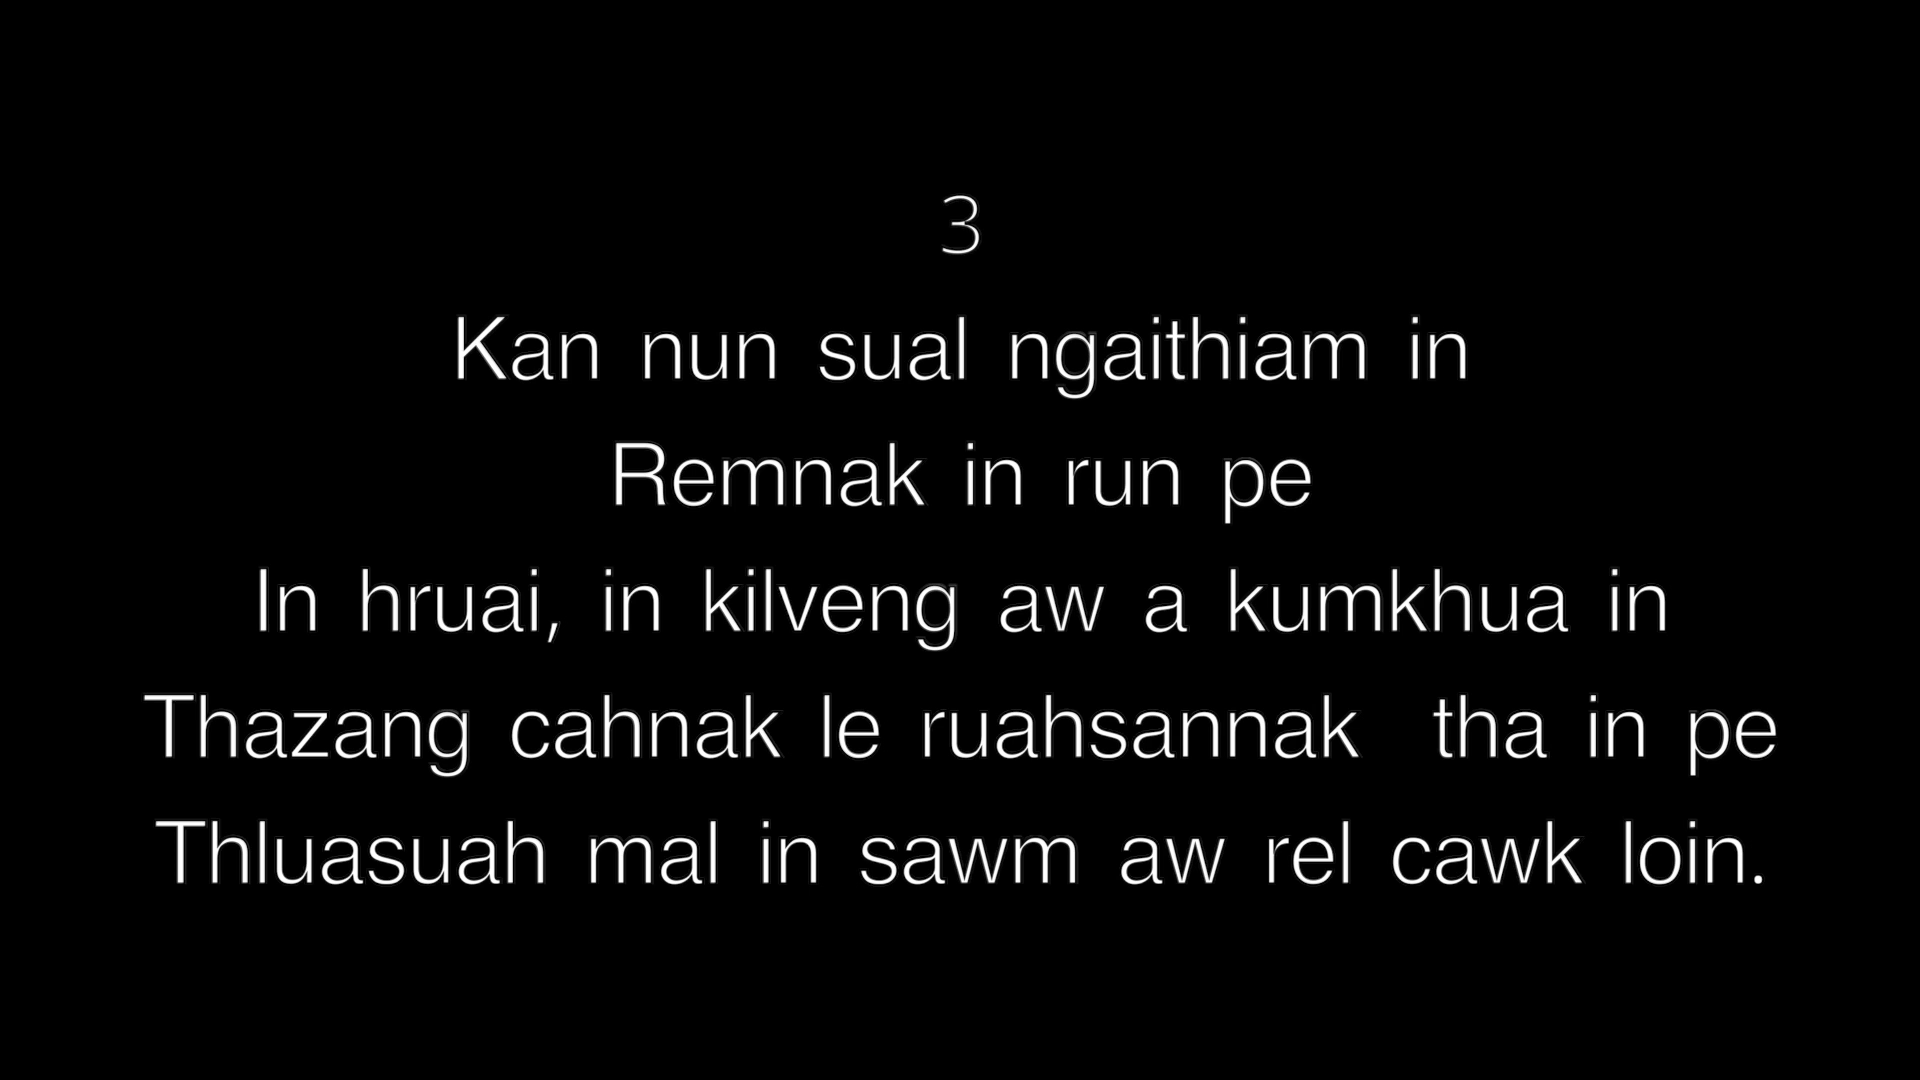 3
Kan nun sual ngaithiam in
Remnak in run pe
In hruai, in kilveng aw a kumkhua in
Thazang cahnak le ruahsannak  tha in pe
Thluasuah mal in sawm aw rel cawk loin.